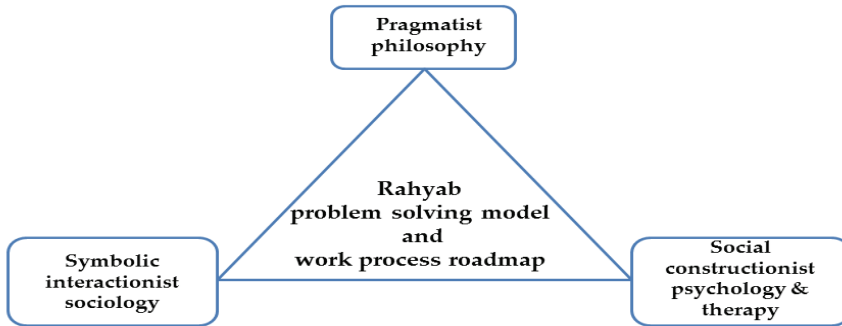 Pragmatist
philosophy
Rahyab
problem solving model
and
work process roadmap
Symbolic
interactionist
sociology
Social
constructionist
psychology &
therapy